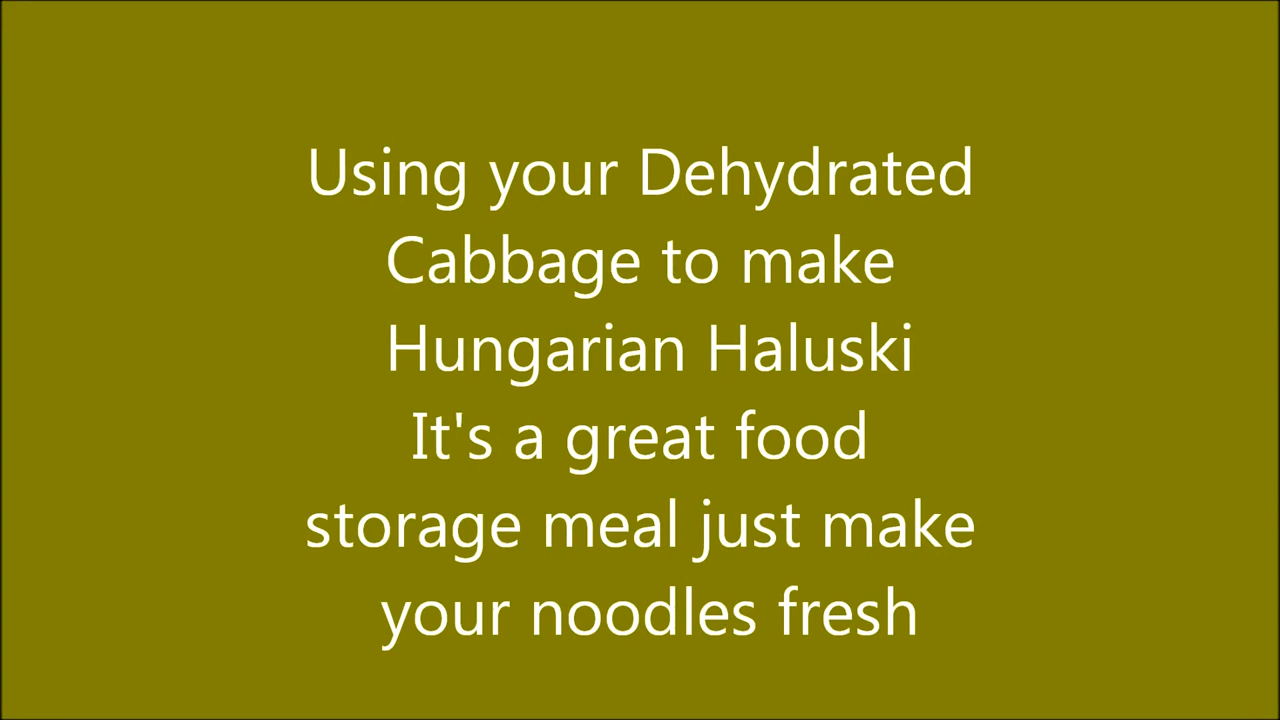 Using your Dehydrated
Cabbage to make
Hungarian Haluski
It's a great food
storage meal just make
your noodles fresh